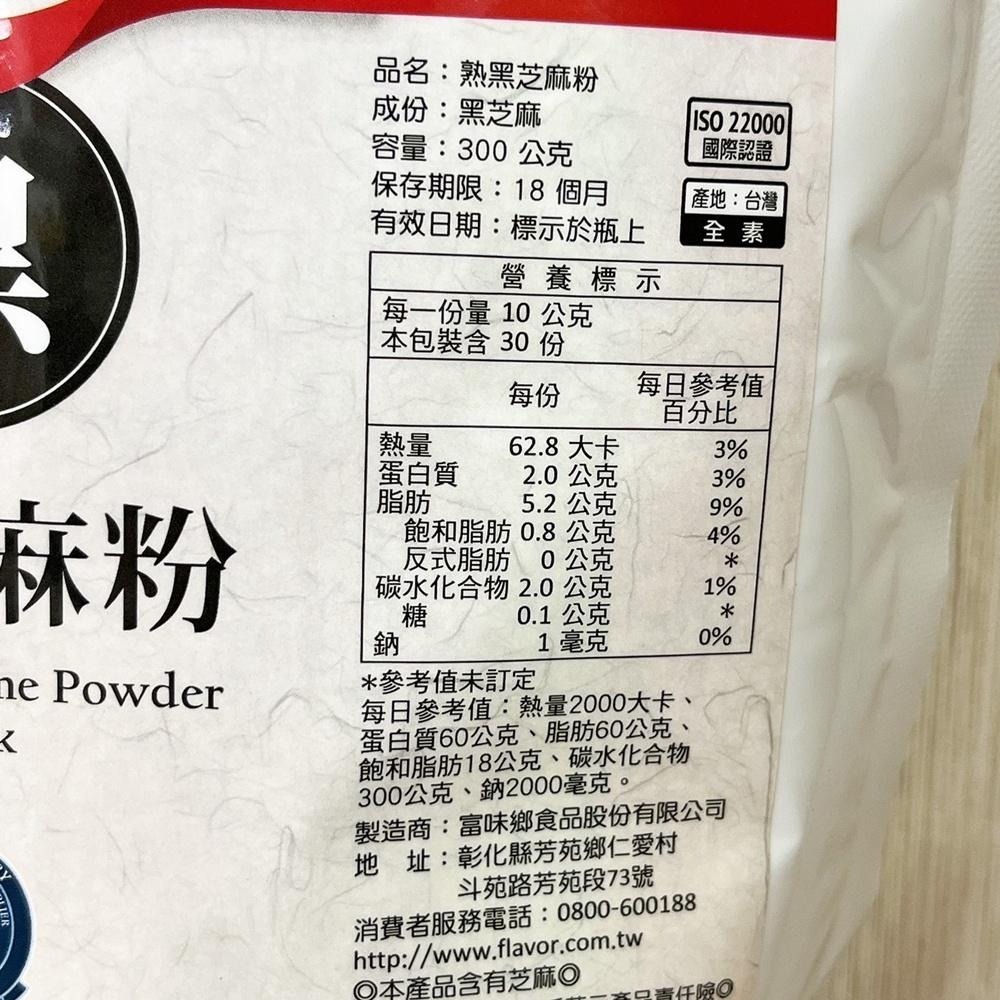 品名：熟黑芝麻粉
成份：黑芝麻
容量：300 公克
保存期限：18 個月
有效日期：標示於瓶上
ISO 22000
國際認證
產地：台灣
全素
營養標示
每一份量 10 公克
本包裝含 30 份
每份 每日參考值百分比
熱量 62.8 大卡 3%
蛋白質 2.0 公克 3%
脂肪 5.2 公克 9%
飽和脂肪 0.8 公克 4%
反式脂肪 0 公克 *
碳水化合物 2.0 公克 1%
糖 0.1 公克 *
鈉 1 毫克 0%
*參考值未訂定
每日參考值：熱量2000大卡、
蛋白質60公克、脂肪60公克、
飽和脂肪18公克、碳水化合物
300公克、鈉2000毫克。
製造商：富味鄉食品股份有限公司
地 址：彰化縣芳苑鄉仁愛村
斗苑路芳苑段73號
消費者服務電話：0800-600188
http://www.flavor.com.tw
◎本產品含有芝麻◎
產品責任險◎
麻粉
Powder